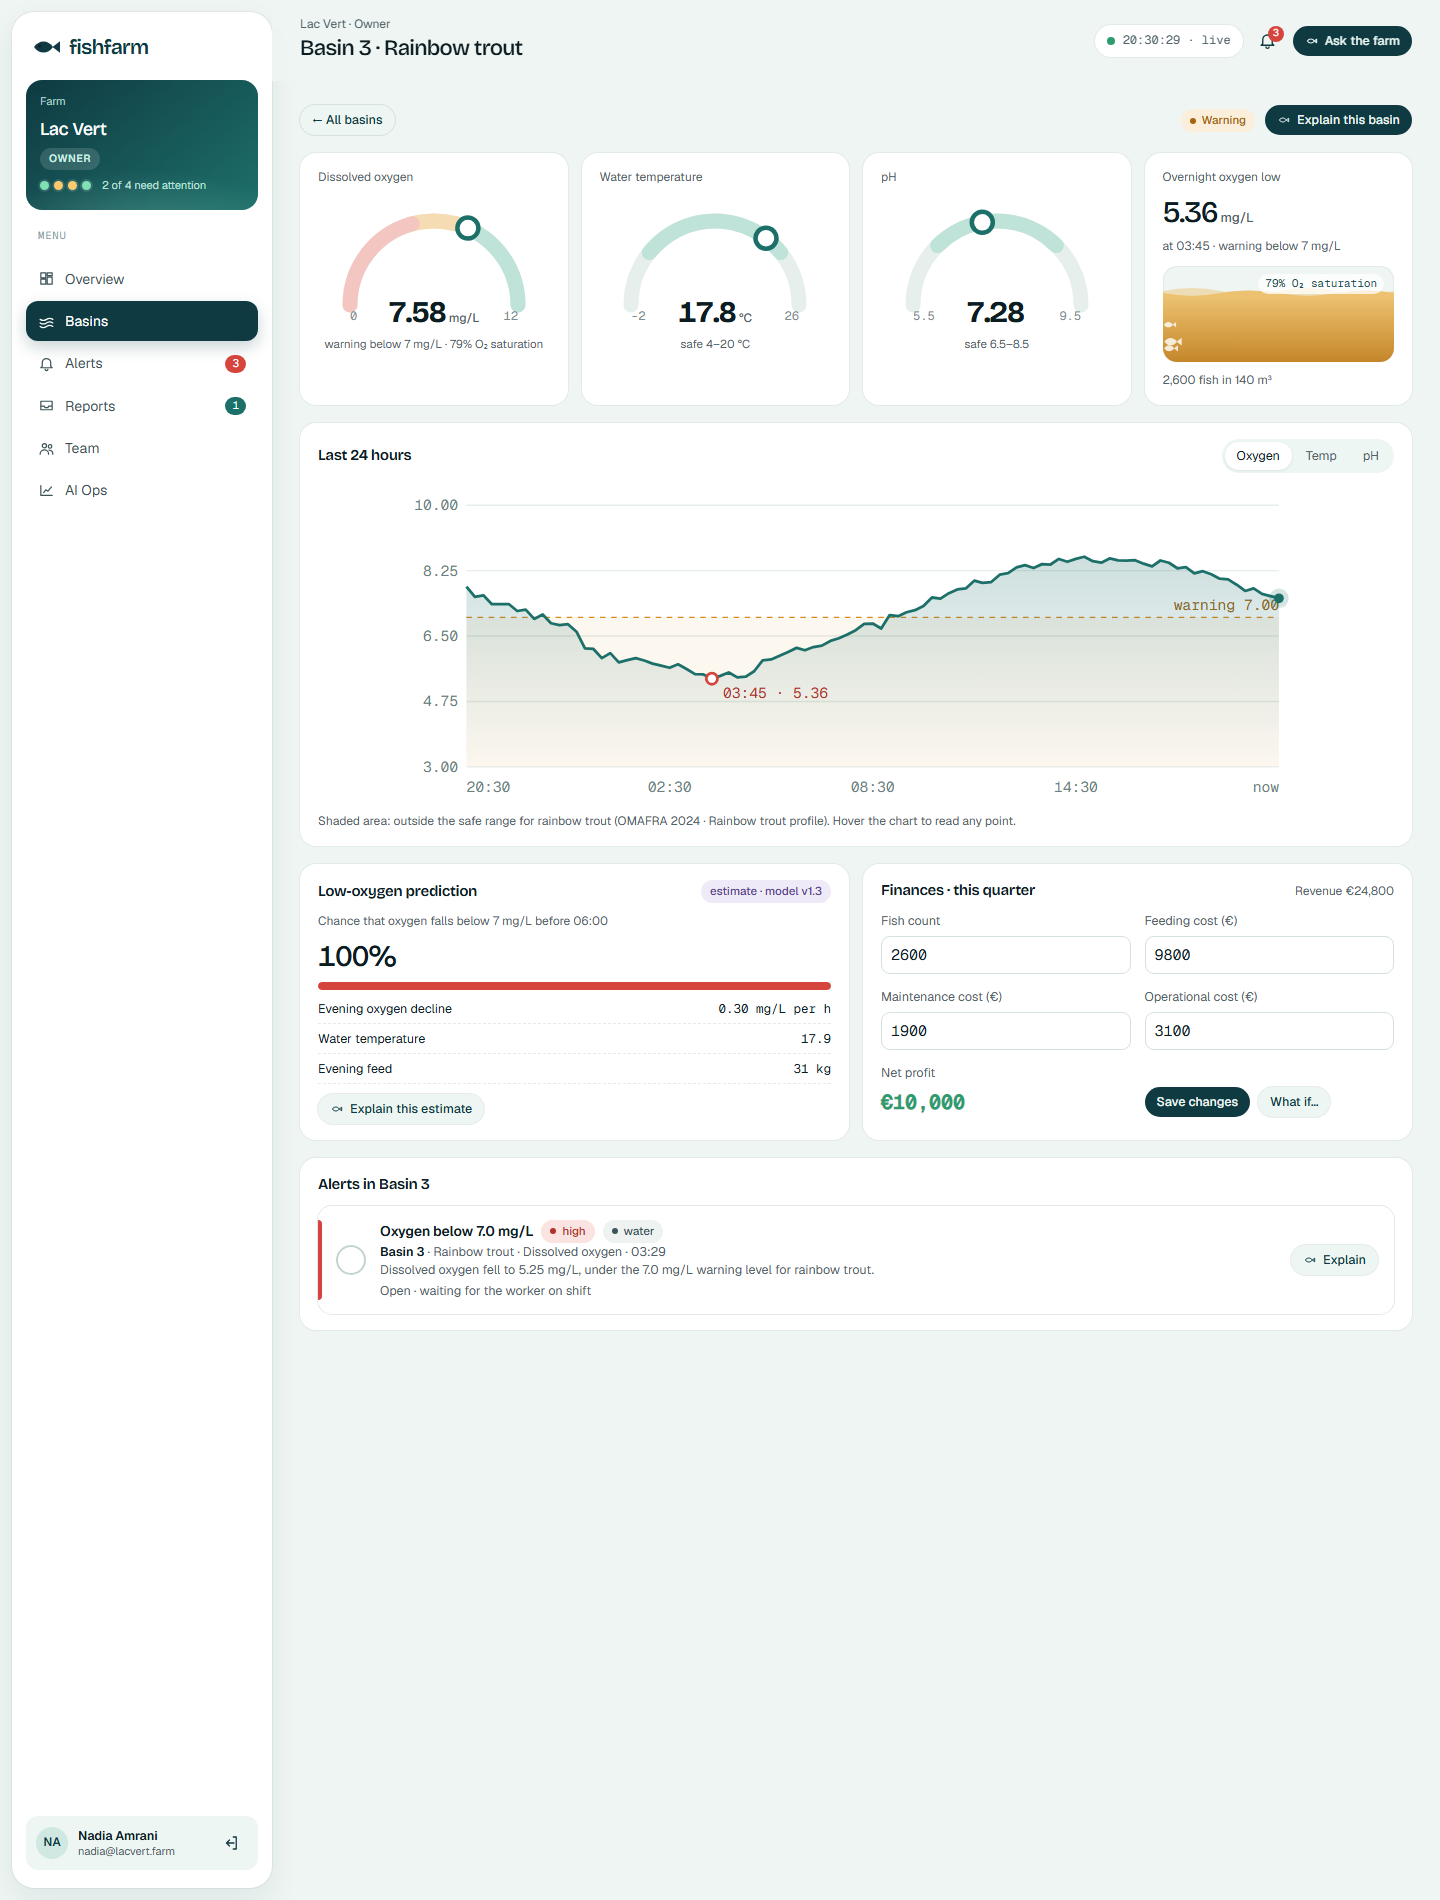 fishfarm
Farm
Lac Vert
OWNER
2 of 4 need attention
MENU
Overview
Basins
Alerts
3
Reports
1
Team
AI Ops
NA
Nadia Amrani
nadia@lacvert.farm
Lac Vert · Owner
Basin 3 · Rainbow trout
20:30:29 · live
3
Ask the farm
← All basins
Warning
Explain this basin
Dissolved oxygen
0
7.58 mg/L
12
warning below 7 mg/L · 79% O₂ saturation
Water temperature
-2
17.8 °C
26
safe 4–20 °C
pH
5.5
7.28
9.5
safe 6.5–8.5
Overnight oxygen low
5.36 mg/L
at 03:45 · warning below 7 mg/L
79% O₂ saturation
2,600 fish in 140 m³
Last 24 hours
Oxygen
Temp
pH
10.00
8.25
6.50
4.75
3.00
warning 7.00
03:45 · 5.36
20:30
02:30
08:30
14:30
now
Shaded area: outside the safe range for rainbow trout (OMAFRA 2024 · Rainbow trout profile). Hover the chart to read any point.
Low-oxygen prediction
estimate · model v1.3
Chance that oxygen falls below 7 mg/L before 06:00
100%
Evening oxygen decline
0.30 mg/L per h
Water temperature
17.9
Evening feed
31 kg
Explain this estimate
Finances · this quarter
Revenue €24,800
Fish count
Feeding cost (€)
2600
9800
Maintenance cost (€)
Operational cost (€)
1900
3100
Net profit
€10,000
Save changes
What if…
Alerts in Basin 3
Oxygen below 7.0 mg/L
high
water
Basin 3 · Rainbow trout · Dissolved oxygen · 03:29
Dissolved oxygen fell to 5.25 mg/L, under the 7.0 mg/L warning level for rainbow trout.
Open · waiting for the worker on shift
Explain